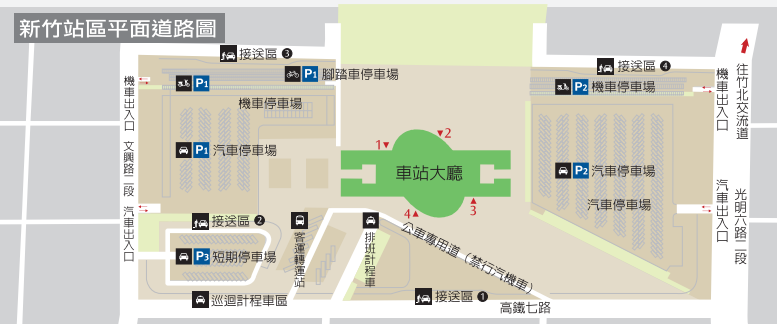 新竹站區平面道路圖
接送區 3
接送區 4
P1 腳踏車停車場
P1
機車停車場
P2 機車停車場
機車出入口
機車出入口
往竹北交流道
文興路二段
P1 汽車停車場
1
2
車站大廳
P2 汽車停車場
汽車停車場
汽車出入口
汽車出入口
光明六路二段
4
3
接送區 2
P3 短期停車場
客運轉運站
排班計程車
公車專用道（禁行汽機車）
巡迴計程車區
接送區 1
高鐵七路